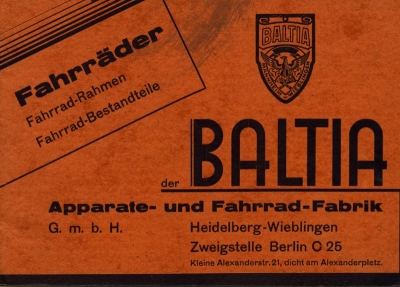 Fahrräder
Fahrrad-Rahmen
Fahrrad-Bestandteile
BALTIA
der BALTIA
Apparate- und Fahrrad-Fabrik
G. m. b. H. Heidelberg-Wieblingen
Zweigstelle Berlin O 25
Kleine Alexanderstr. 21, dicht am Alexanderplatz.